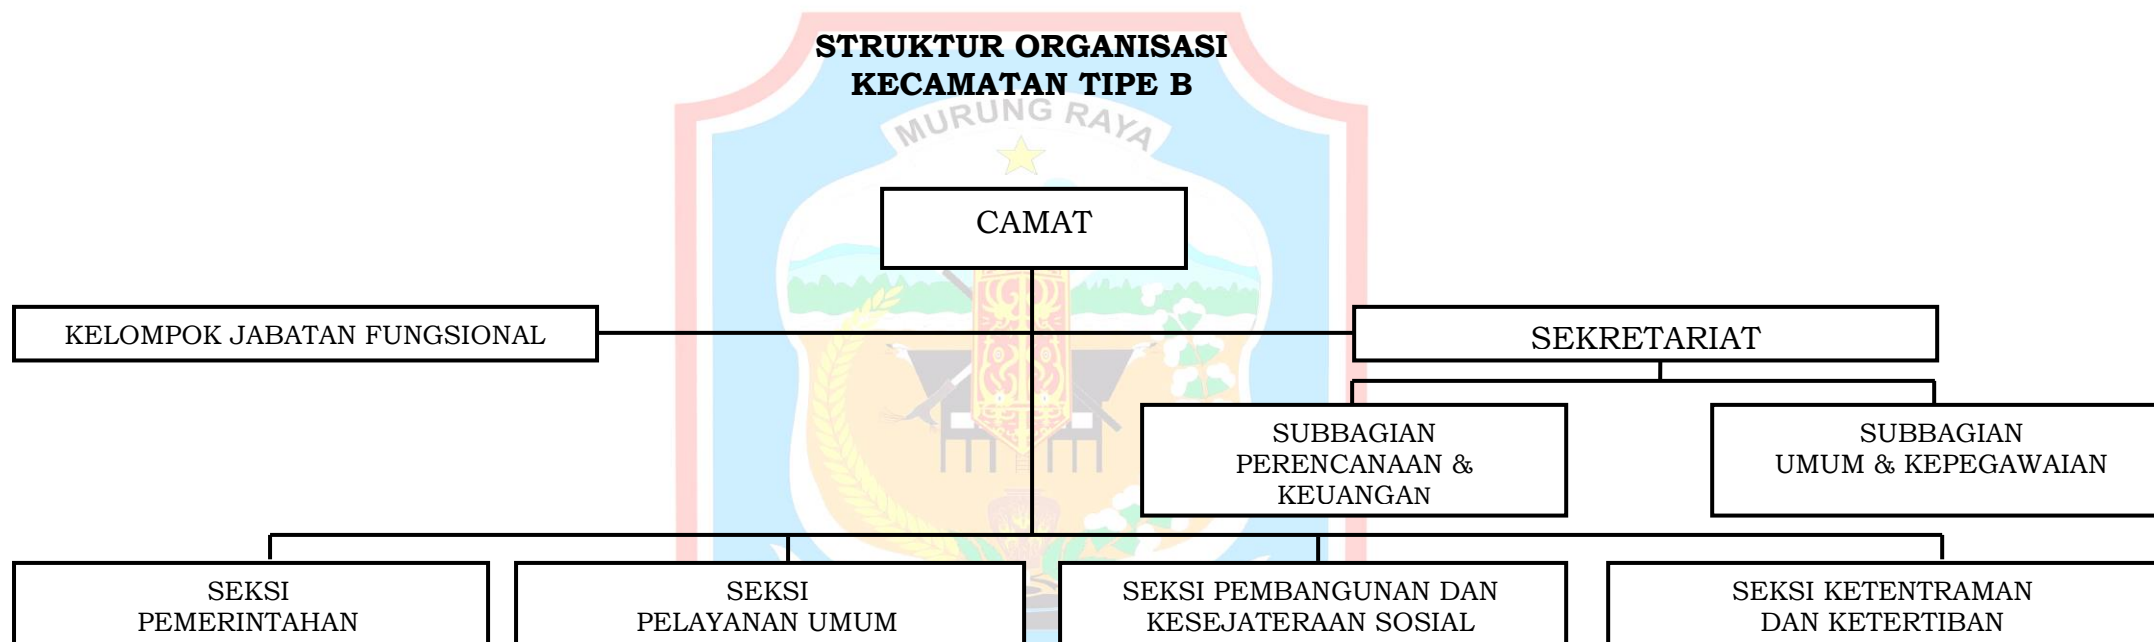 STRUKTUR ORGANISASI
KECAMATAN TIPE B
MURUNG RAYA
CAMAT
KELOMPOK JABATAN FUNGSIONAL
SEKRETARIAT
SUBBAGIAN
PERENCANAAN &
KEUANGAN
SUBBAGIAN
UMUM & KEPEGAWAIAN
SEKSI
PEMERINTAHAN
SEKSI
PELAYANAN UMUM
SEKSI PEMBANGUNAN DAN
KESEJATERAAN SOSIAL
SEKSI KETENTRAMAN
DAN KETERTIBAN